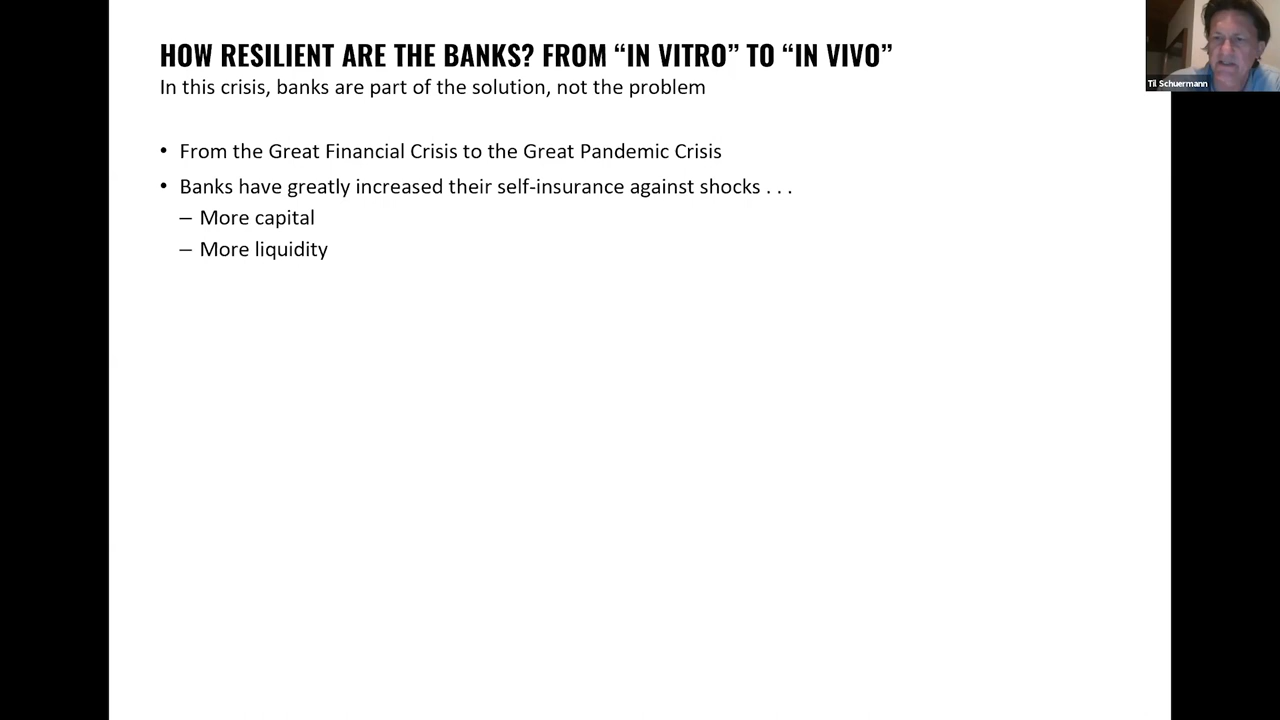 HOW RESILIENT ARE THE BANKS? FROM “IN VITRO” TO “IN VIVO”
In this crisis, banks are part of the solution, not the problem
• From the Great Financial Crisis to the Great Pandemic Crisis
• Banks have greatly increased their self-insurance against shocks . . .
– More capital
– More liquidity
Til Schuermann